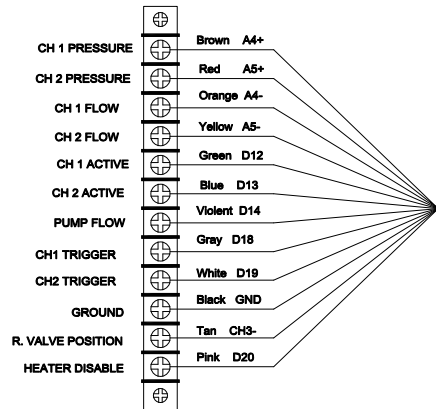 CH 1 PRESSURE Brown A4+
CH 2 PRESSURE Red A5+
CH 1 FLOW Orange A4-
CH 2 FLOW Yellow A5-
CH 1 ACTIVE Green D12
CH 2 ACTIVE Blue D13
PUMP FLOW Violent D14
CH1 TRIGGER Gray D18
CH2 TRIGGER White D19
GROUND Black GND
R. VALVE POSITION Tan CH3-
HEATER DISABLE Pink D20